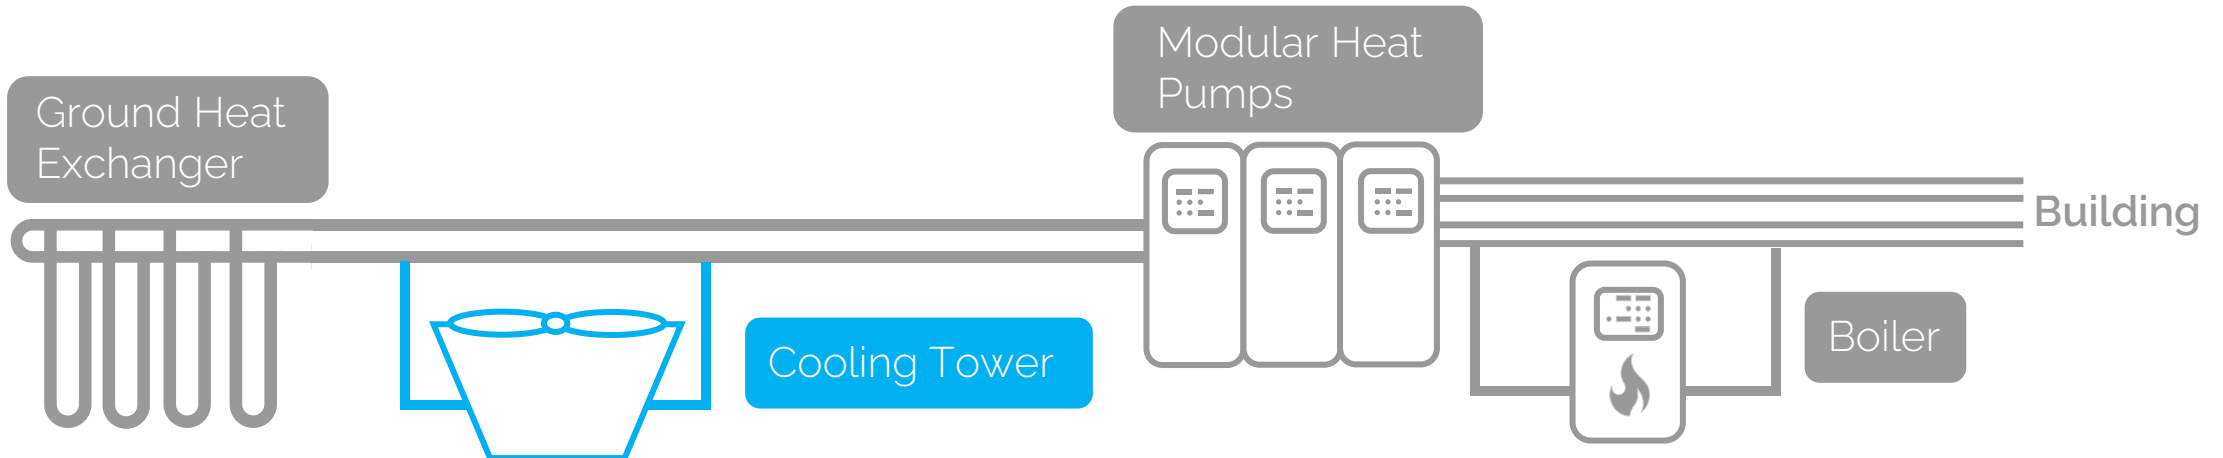 Ground Heat
Exchanger
Cooling Tower
Modular Heat
Pumps
Building
Boiler